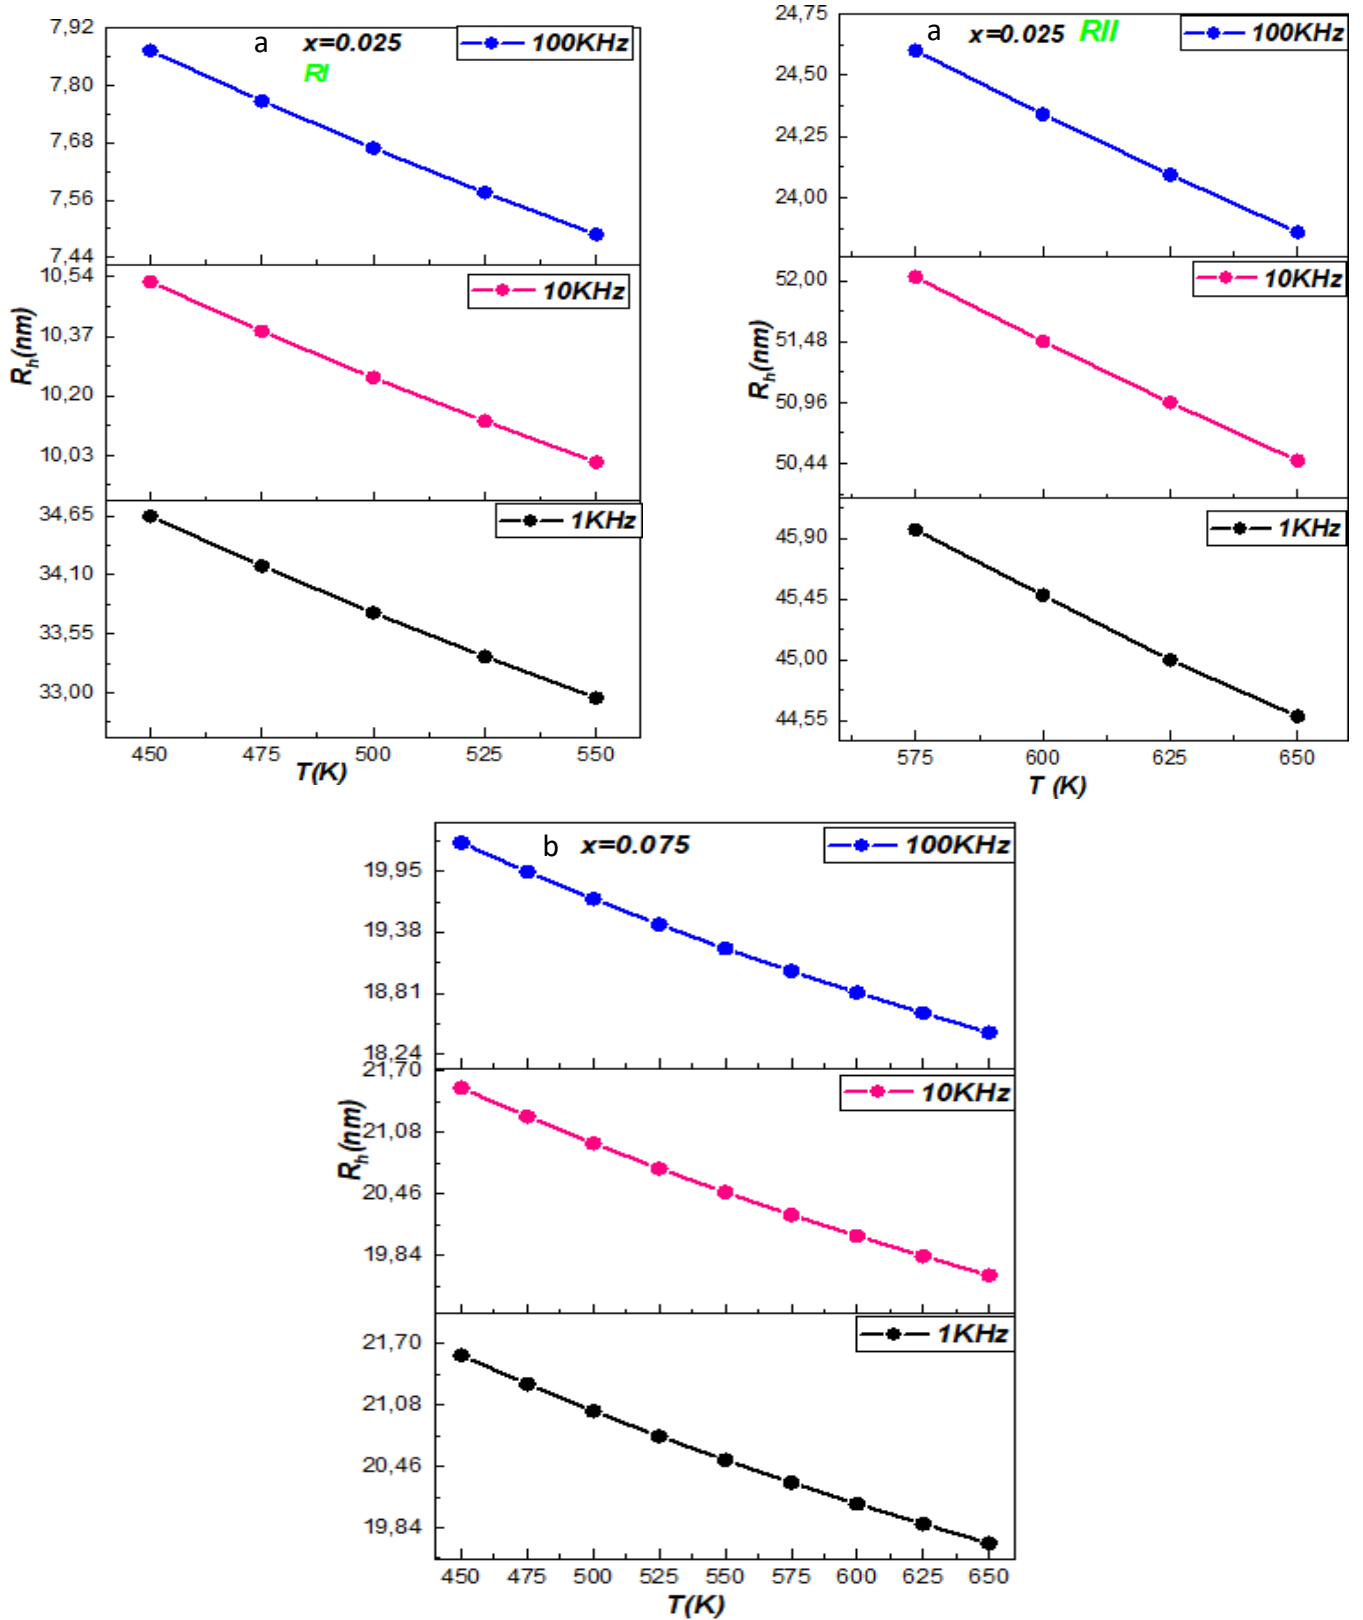 a x=0.025 RI
100KHz
7,92
7,80
7,68
7,56
7,44
10KHz
10,54
10,37
10,20
10,03
Rh(nm)
1KHz
34,65
34,10
33,55
33,00
450 475 500 525 550
T(K)
a x=0.025 RII
100KHz
24,75
24,50
24,25
24,00
10KHz
52,00
51,48
50,96
50,44
Rh(nm)
1KHz
45,90
45,45
45,00
44,55
575 600 625 650
T (K)
b x=0.075
100KHz
19,95
19,38
18,81
18,24
10KHz
21,70
21,08
20,46
19,84
Rh(nm)
1KHz
21,70
21,08
20,46
19,84
450 475 500 525 550 575 600 625 650
T(K)